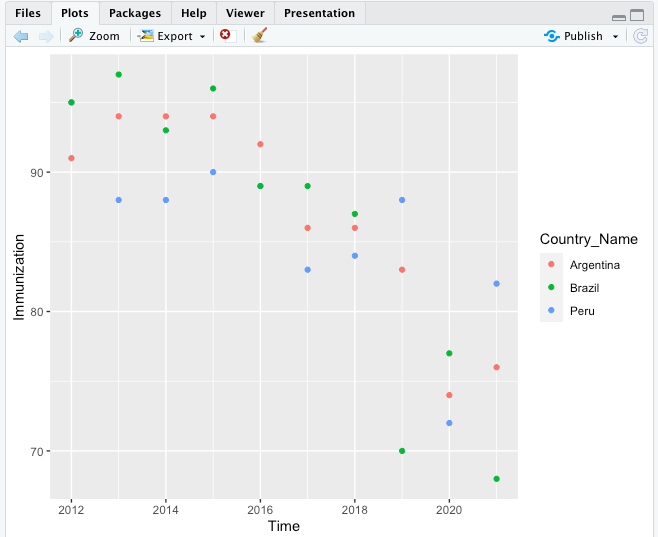 Files Plots Packages Help Viewer Presentation
Zoom Export Publish
90
80
70
Immunization
2012 2014 2016 2018 2020
Time
Country_Name
Argentina
Brazil
Peru